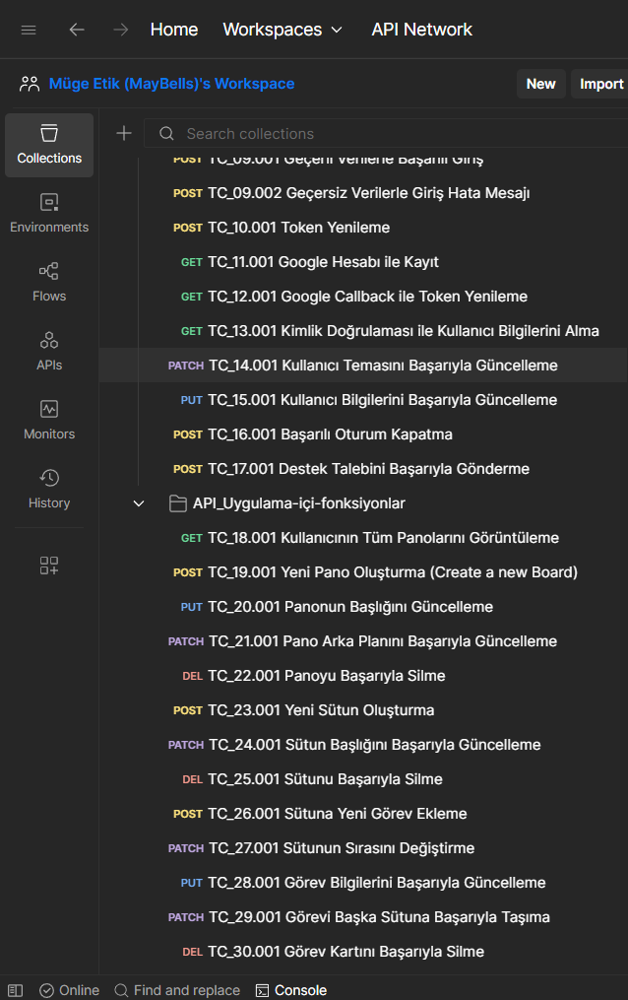 Home Workspaces API Network
Müge Etik (MayBells)'s Workspace New Import
Search collections
Collections
Environments
Flows
APIs
Monitors
History
POST TC_09.001 Geçerli Verilerle Başarılı Giriş
POST TC_09.002 Geçersiz Verilerle Giriş Hata Mesajı
POST TC_10.001 Token Yenileme
GET TC_11.001 Google Hesabı ile Kayıt
GET TC_12.001 Google Callback ile Token Yenileme
GET TC_13.001 Kimlik Doğrulaması ile Kullanıcı Bilgilerini Alma
PATCH TC_14.001 Kullanıcı Temasını Başarıyla Güncelleme
PUT TC_15.001 Kullanıcı Bilgilerini Başarıyla Güncelleme
POST TC_16.001 Başarılı Oturum Kapatma
POST TC_17.001 Destek Talebini Başarıyla Gönderme
API_Uygulama-içi-fonksiyonlar
GET TC_18.001 Kullanıcının Tüm Panolarını Görüntüleme
POST TC_19.001 Yeni Pano Oluşturma (Create a new Board)
PUT TC_20.001 Panonun Başlığını Güncelleme
PATCH TC_21.001 Pano Arka Planını Başarıyla Güncelleme
DEL TC_22.001 Panoyu Başarıyla Silme
POST TC_23.001 Yeni Sütun Oluşturma
PATCH TC_24.001 Sütun Başlığını Başarıyla Güncelleme
DEL TC_25.001 Sütunu Başarıyla Silme
POST TC_26.001 Sütuna Yeni Görev Ekleme
PATCH TC_27.001 Sütunun Sırasını Değiştirme
PUT TC_28.001 Görev Bilgilerini Başarıyla Güncelleme
PATCH TC_29.001 Görevi Başka Sütuna Başarıyla Taşıma
DEL TC_30.001 Görev Kartını Başarıyla Silme
Online Find and replace Console